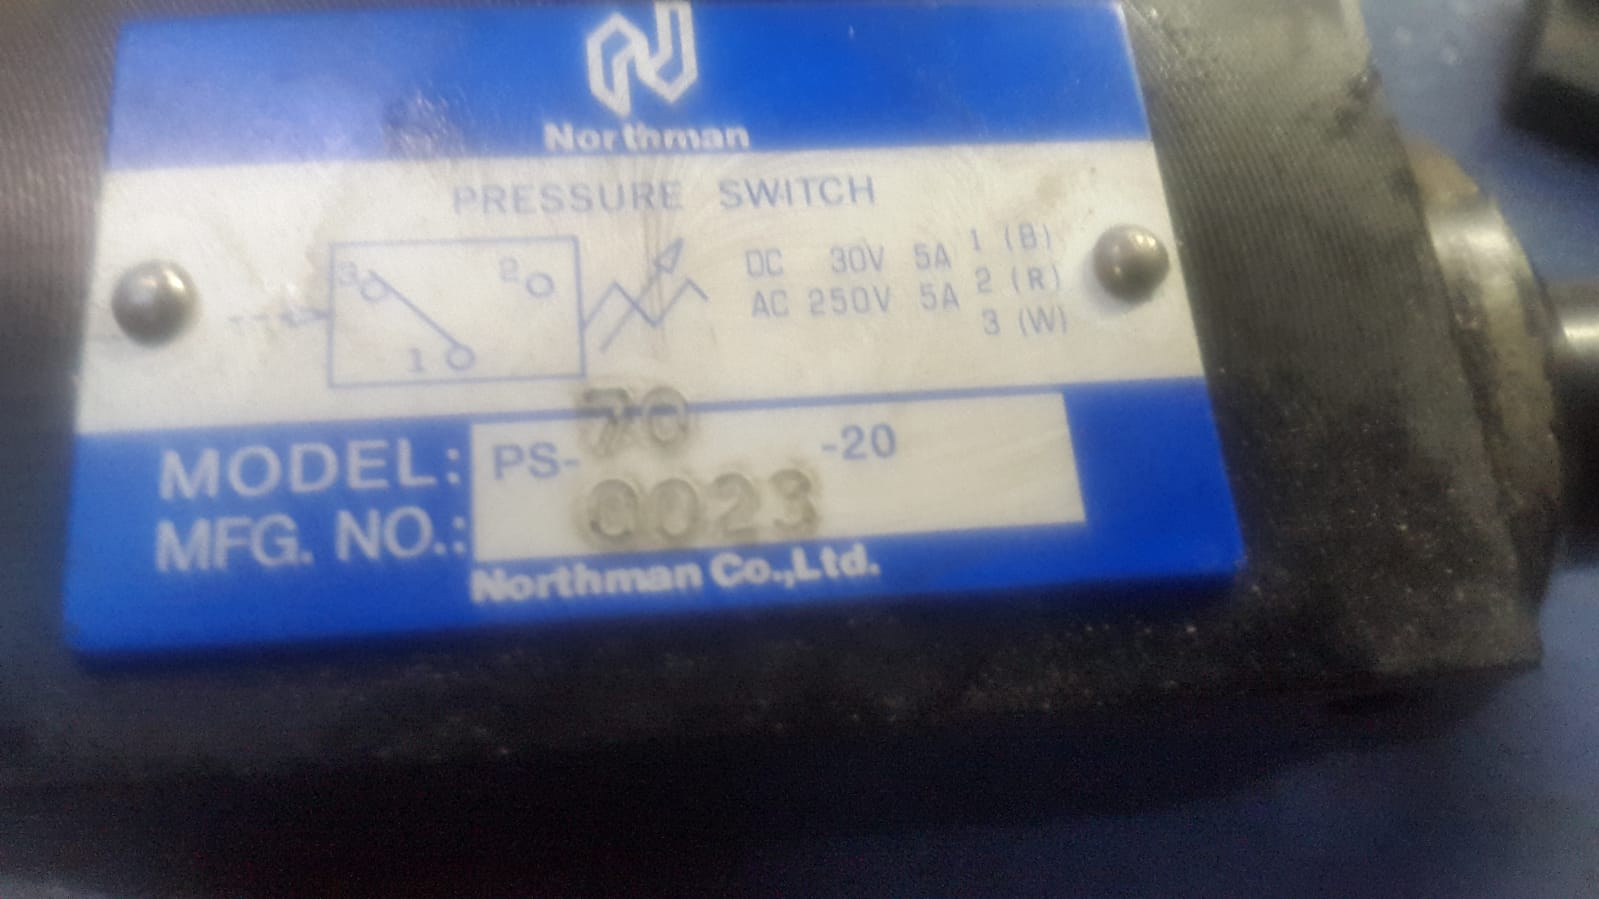 Northman
PRESSURE SWITCH
3 2
1
DC 30V 5A 1 (B)
AC 250V 5A 2 (R)
3 (W)
MODEL: PS-70-20
MFG. NO.: 0023
Northman Co.,Ltd.